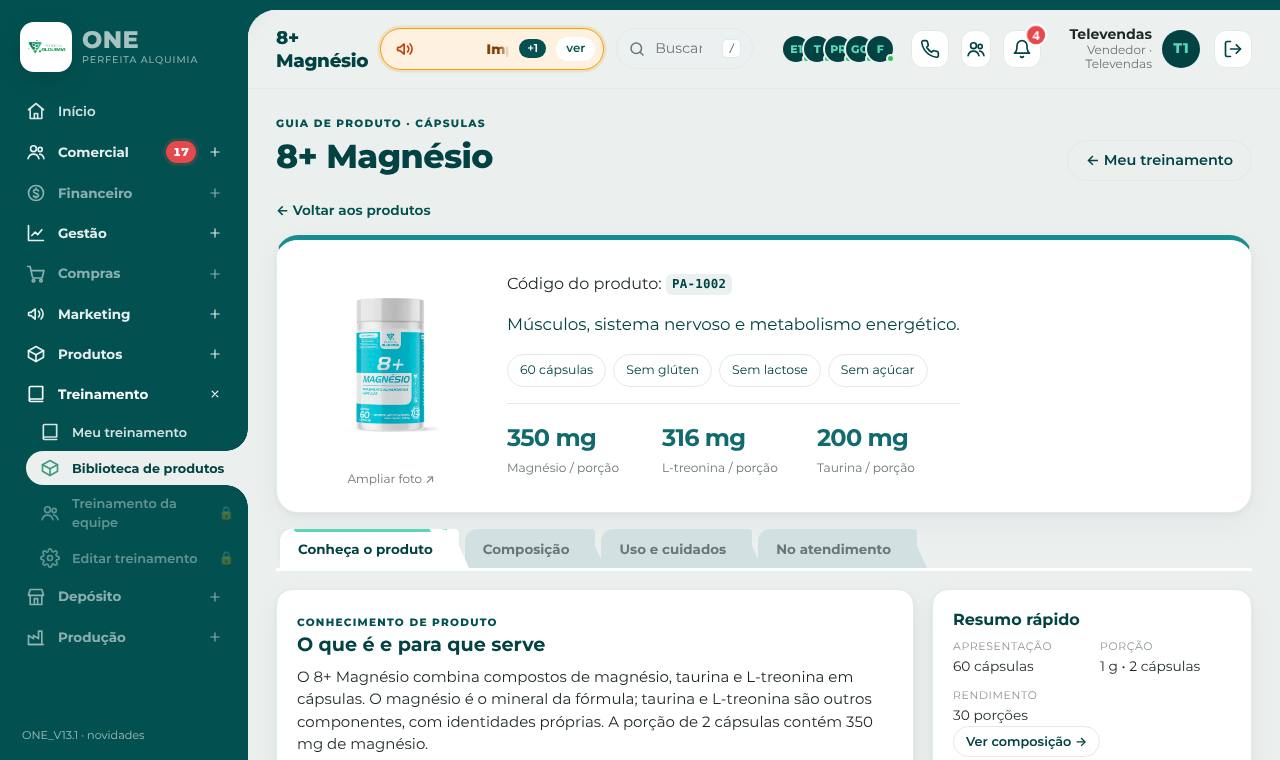 ONE
PERFEITA ALQUIMIA
Início
Comercial 17 +
Financeiro +
Gestão +
Compras +
Marketing +
Produtos +
Treinamento ×
Meu treinamento
Biblioteca de produtos
Treinamento da
equipe
Editar treinamento
Depósito +
Produção +
ONE_V13.1 · novidades
8+
Magnésio
+1 ver
Buscar /
T F
4
Televendas
Vendedor ·
Televendas
T1
GUIA DE PRODUTO · CÁPSULAS
8+ Magnésio
← Meu treinamento
← Voltar aos produtos
8+
MAGNÉSIO
60
Ampliar foto ↗
Código do produto: PA-1002
Músculos, sistema nervoso e metabolismo energético.
60 cápsulas Sem glúten Sem lactose Sem açúcar
350 mg 316 mg 200 mg
Magnésio / porção L-treonina / porção Taurina / porção
Conheça o produto Composição Uso e cuidados No atendimento
CONHECIMENTO DE PRODUTO
O que é e para que serve
O 8+ Magnésio combina compostos de magnésio, taurina e L-treonina em
cápsulas. O magnésio é o mineral da fórmula; taurina e L-treonina são outros
componentes, com identidades próprias. A porção de 2 cápsulas contém 350
mg de magnésio.
Resumo rápido
APRESENTAÇÃO PORÇÃO
60 cápsulas 1 g • 2 cápsulas
RENDIMENTO
30 porções
Ver composição →